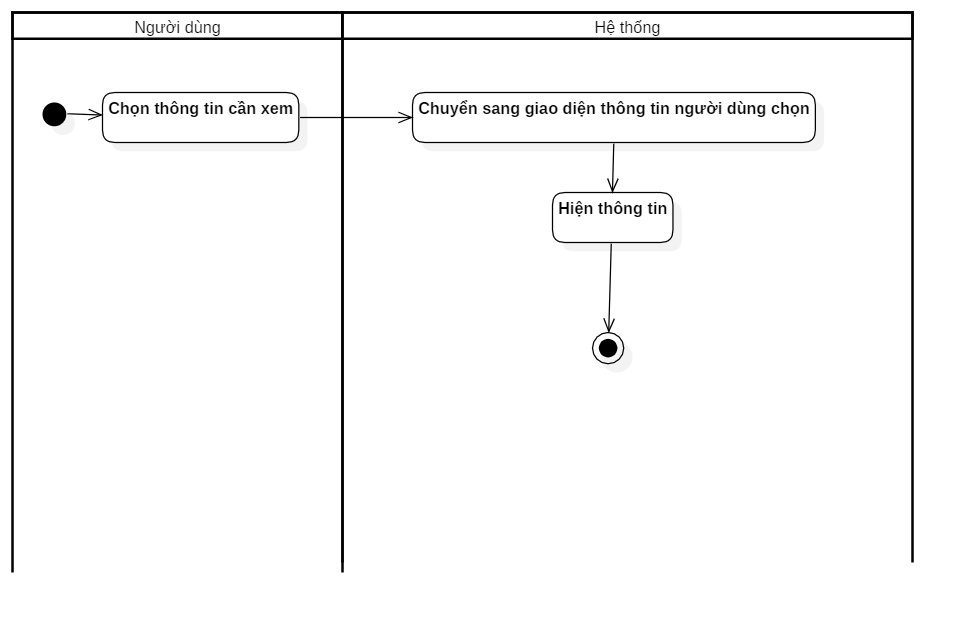 Người dùng
Hệ thống
Chọn thông tin cần xem
Chuyển sang giao diện thông tin người dùng chọn
Hiện thông tin